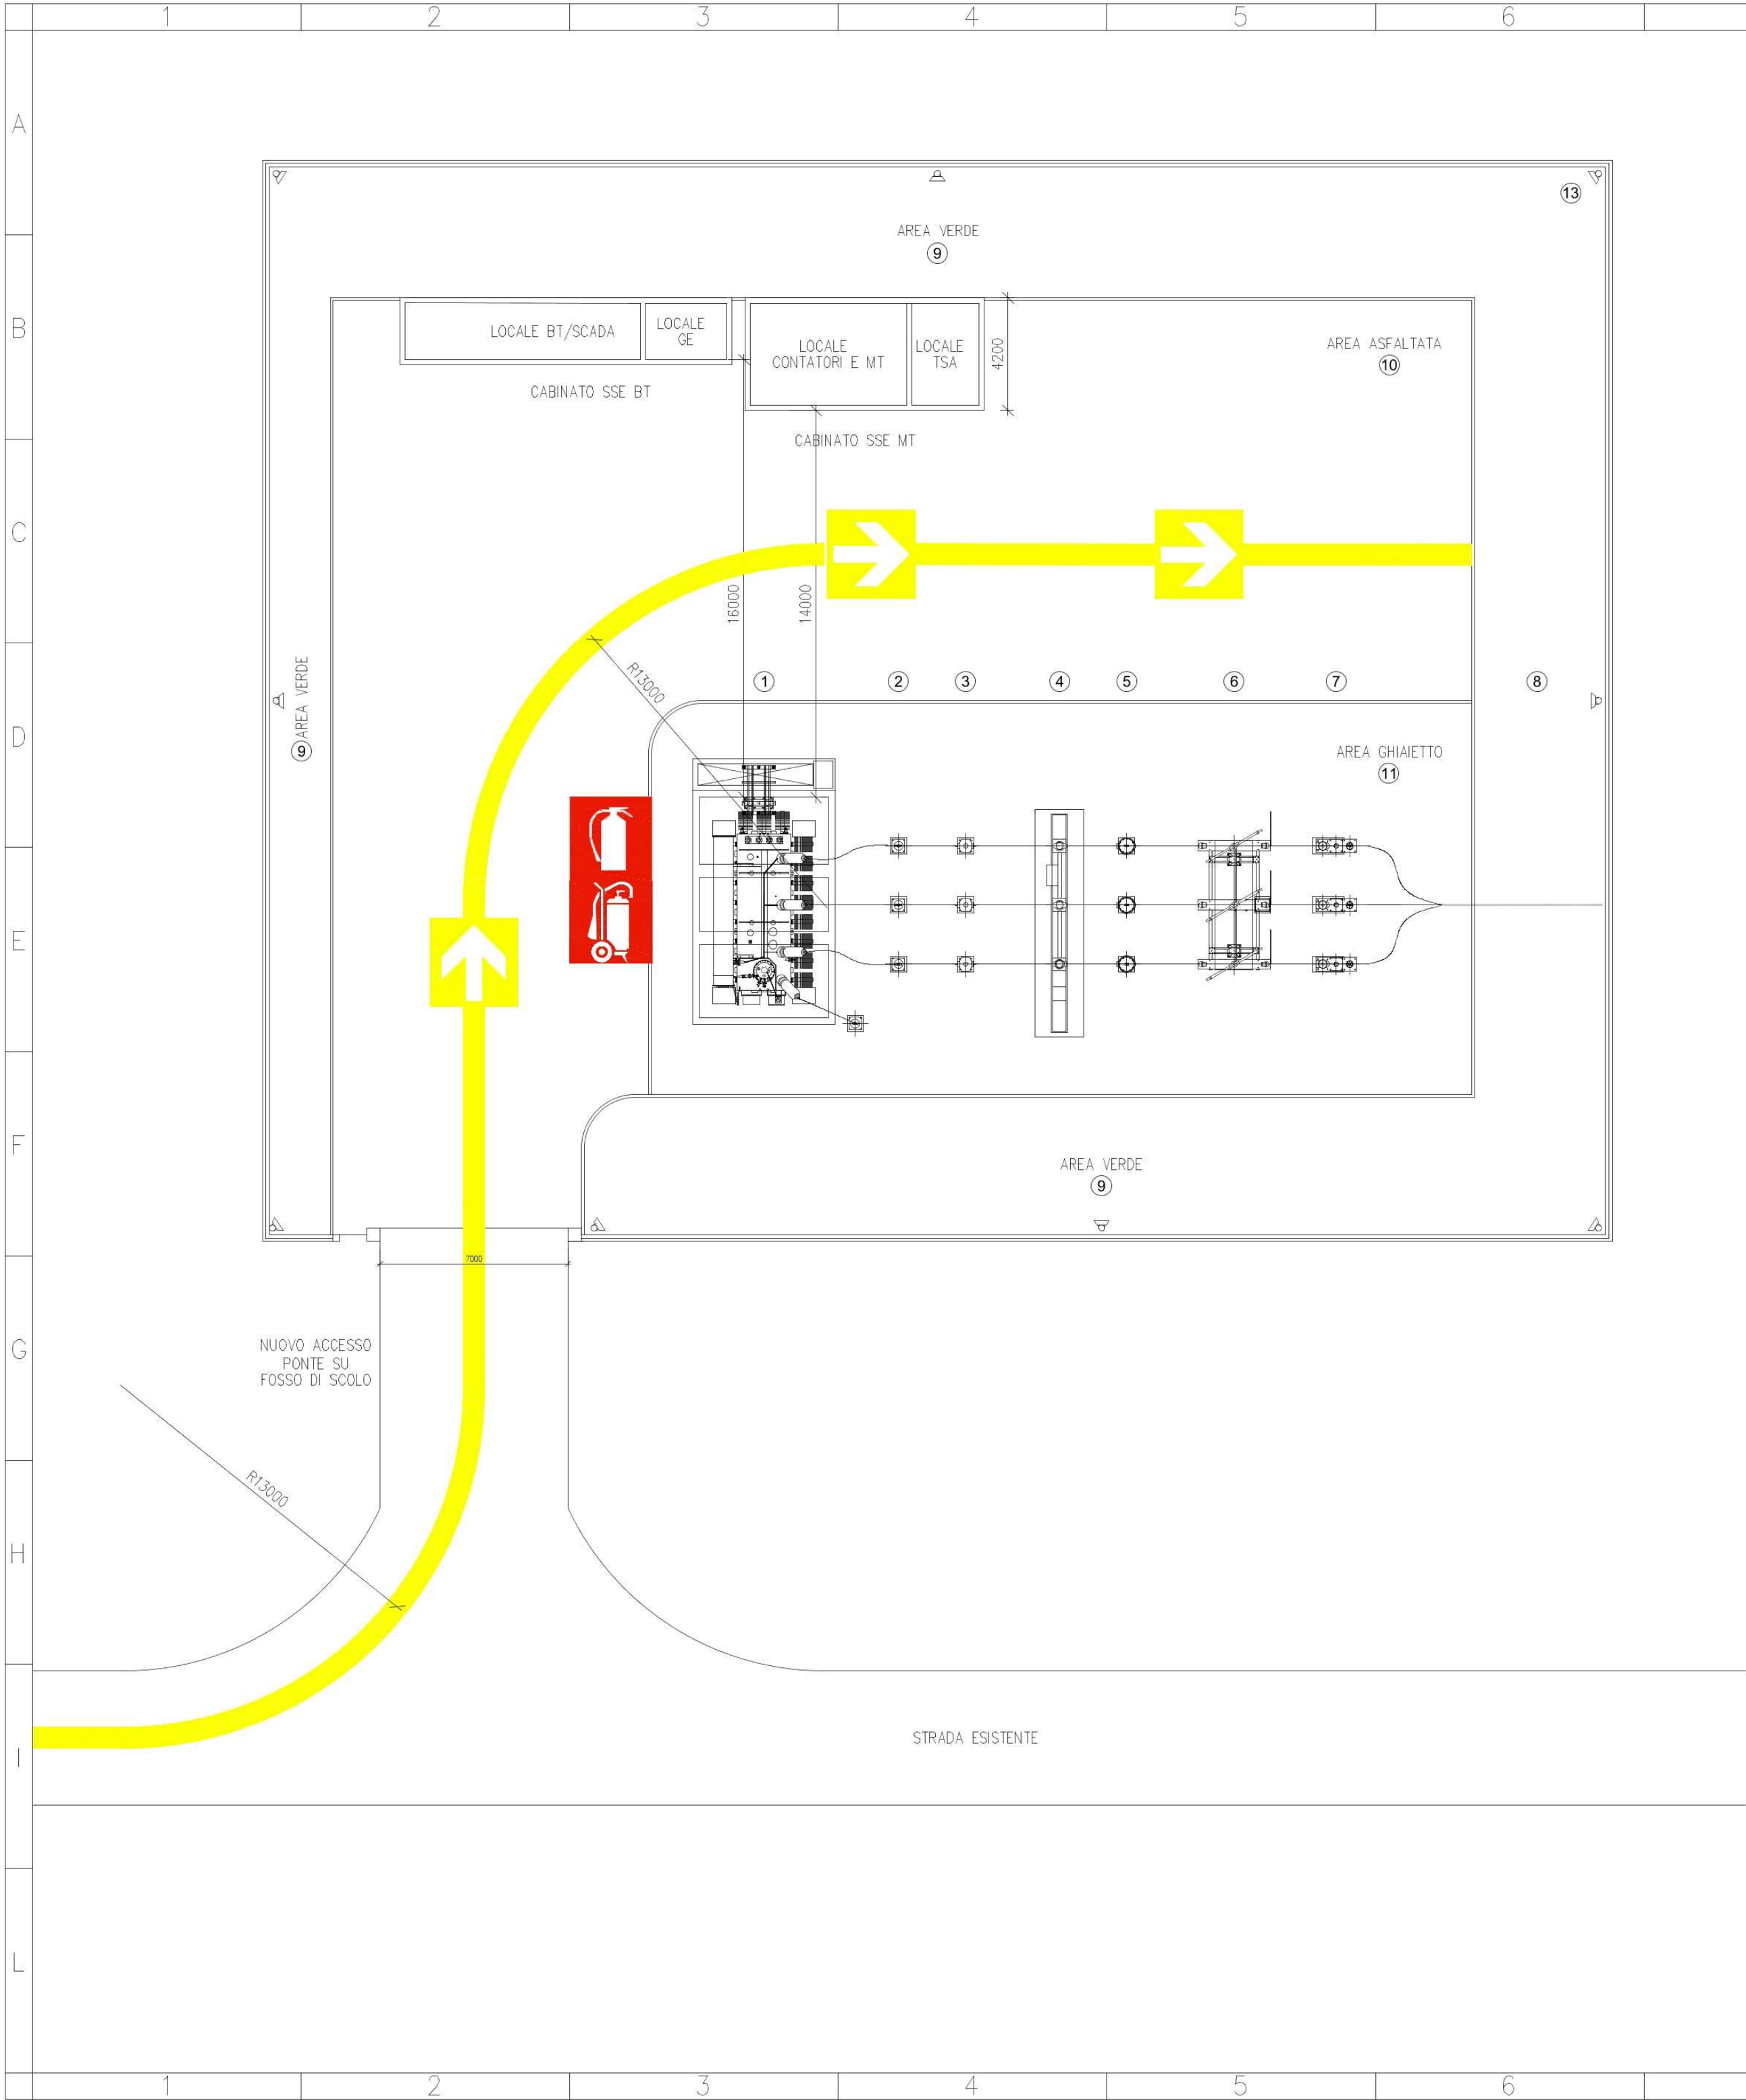 1 2 3 4 5 6
A
13
AREA VERDE
9
B
LOCALE BT/SCADA
LOCALE
GE
LOCALE
CONTATORI E MT
LOCALE
TSA
4200
AREA ASFALTATA
10
CABINATO SSE BT
CABINATO SSE MT
C
16000
14000
R13000
1 2 3 4 5 6 7 8
D
AREA VERDE
9
AREA GHIAIETTO
11
E
F
AREA VERDE
9
7000
G
NUOVO ACCESSO
PONTE SU
FOSSO DI SCOLO
R13000
H
I
STRADA ESISTENTE
L
1 2 3 4 5 6